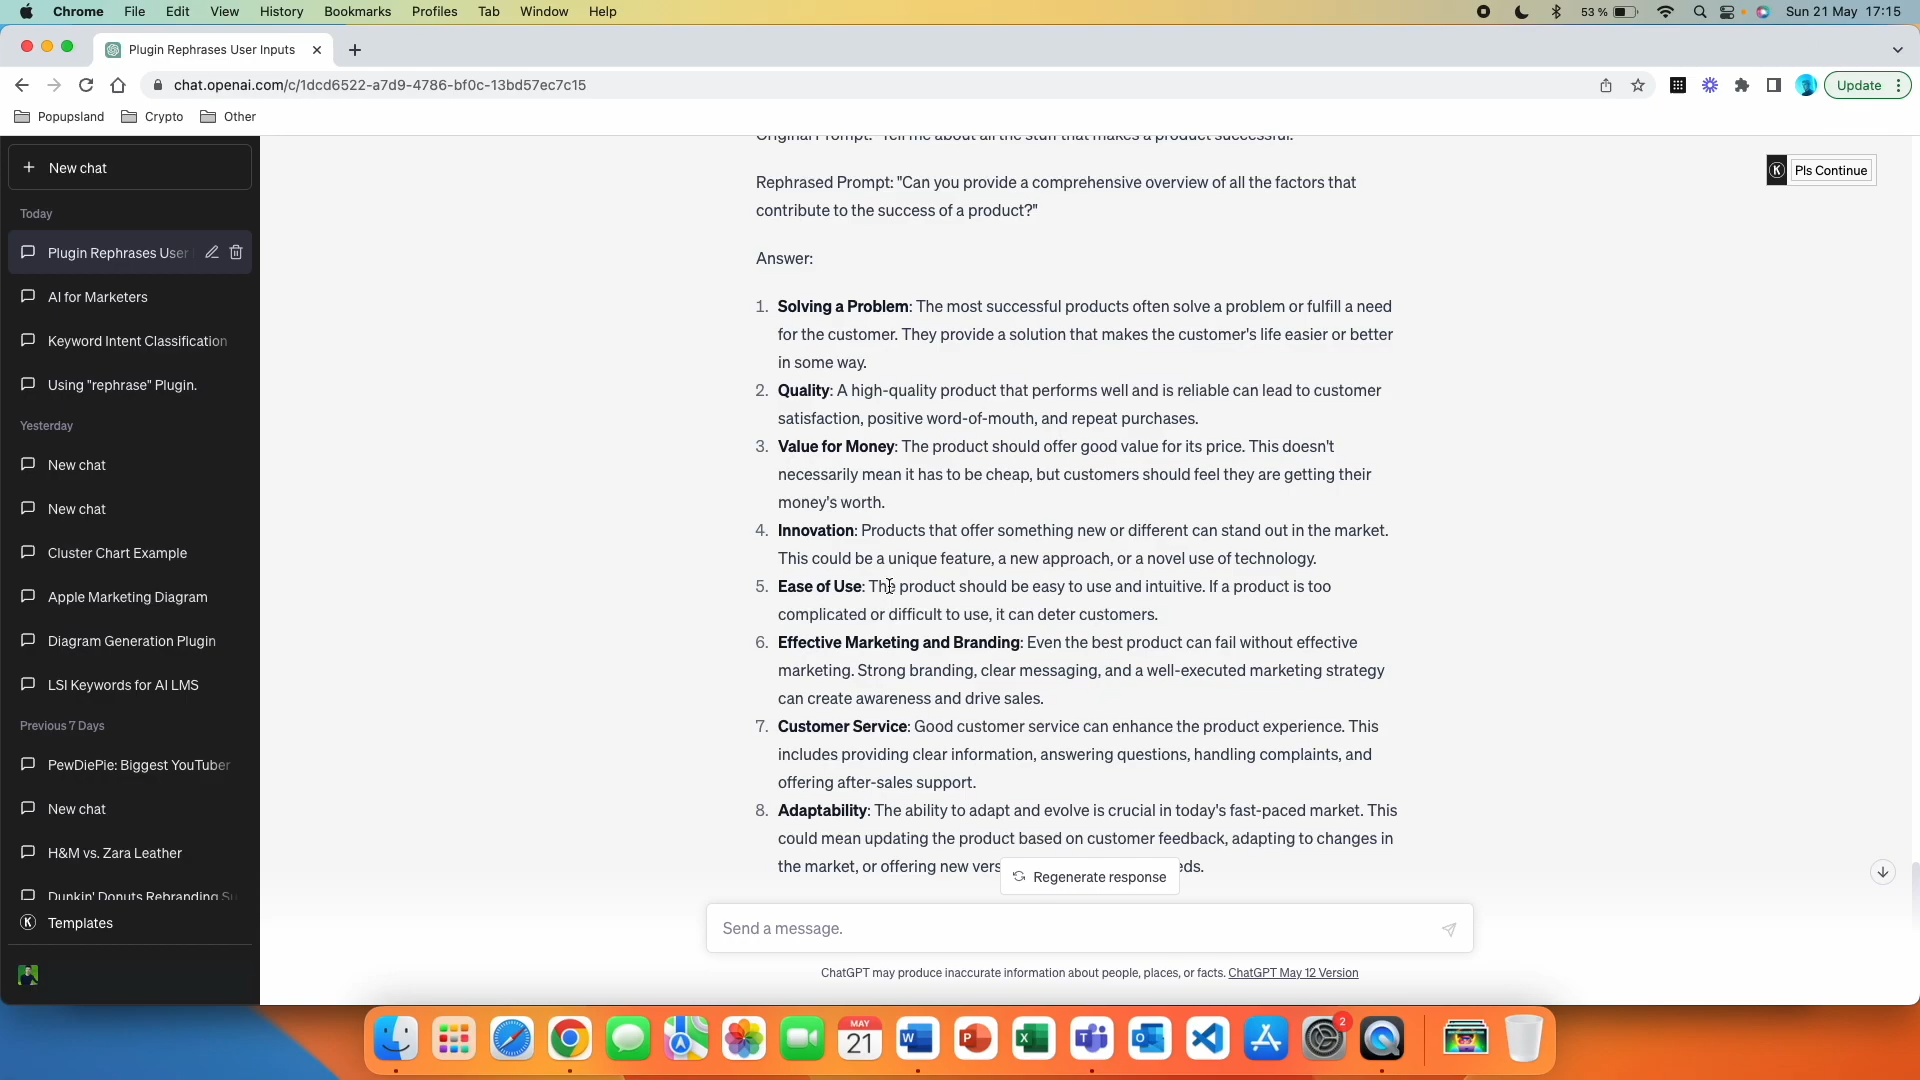 Chrome File Edit View History Bookmarks Profiles Tab Window Help 53 % Sun 21 May 17:15
Plugin Rephrases User Inputs
chat.openai.com/c/1dcd6522-a7d9-4786-bf0c-13bd57ec7c15 Update
Popupsland Crypto Other
New chat
Today
Plugin Rephrases User
AI for Marketers
Keyword Intent Classification
Using "rephrase" Plugin.
Yesterday
New chat
New chat
Cluster Chart Example
Apple Marketing Diagram
Diagram Generation Plugin
LSI Keywords for AI LMS
Previous 7 Days
PewDiePie: Biggest YouTuber
New chat
H&M vs. Zara Leather
Dunkin' Donuts Rebranding Su
Templates
Original Prompt: "Tell me about all the stuff that makes a product successful."
K Pls Continue
Rephrased Prompt: "Can you provide a comprehensive overview of all the factors that
contribute to the success of a product?"
Answer:
1. Solving a Problem: The most successful products often solve a problem or fulfill a need
for the customer. They provide a solution that makes the customer's life easier or better
in some way.
2. Quality: A high-quality product that performs well and is reliable can lead to customer
satisfaction, positive word-of-mouth, and repeat purchases.
3. Value for Money: The product should offer good value for its price. This doesn't
necessarily mean it has to be cheap, but customers should feel they are getting their
money's worth.
4. Innovation: Products that offer something new or different can stand out in the market.
This could be a unique feature, a new approach, or a novel use of technology.
5. Ease of Use: The product should be easy to use and intuitive. If a product is too
complicated or difficult to use, it can deter customers.
6. Effective Marketing and Branding: Even the best product can fail without effective
marketing. Strong branding, clear messaging, and a well-executed marketing strategy
can create awareness and drive sales.
7. Customer Service: Good customer service can enhance the product experience. This
includes providing clear information, answering questions, handling complaints, and
offering after-sales support.
8. Adaptability: The ability to adapt and evolve is crucial in today's fast-paced market. This
could mean updating the product based on customer feedback, adapting to changes in
the market, or offering new vers eds.
Regenerate response
Send a message.
ChatGPT may produce inaccurate information about people, places, or facts. ChatGPT May 12 Version
MAY
21
W P X T O 2